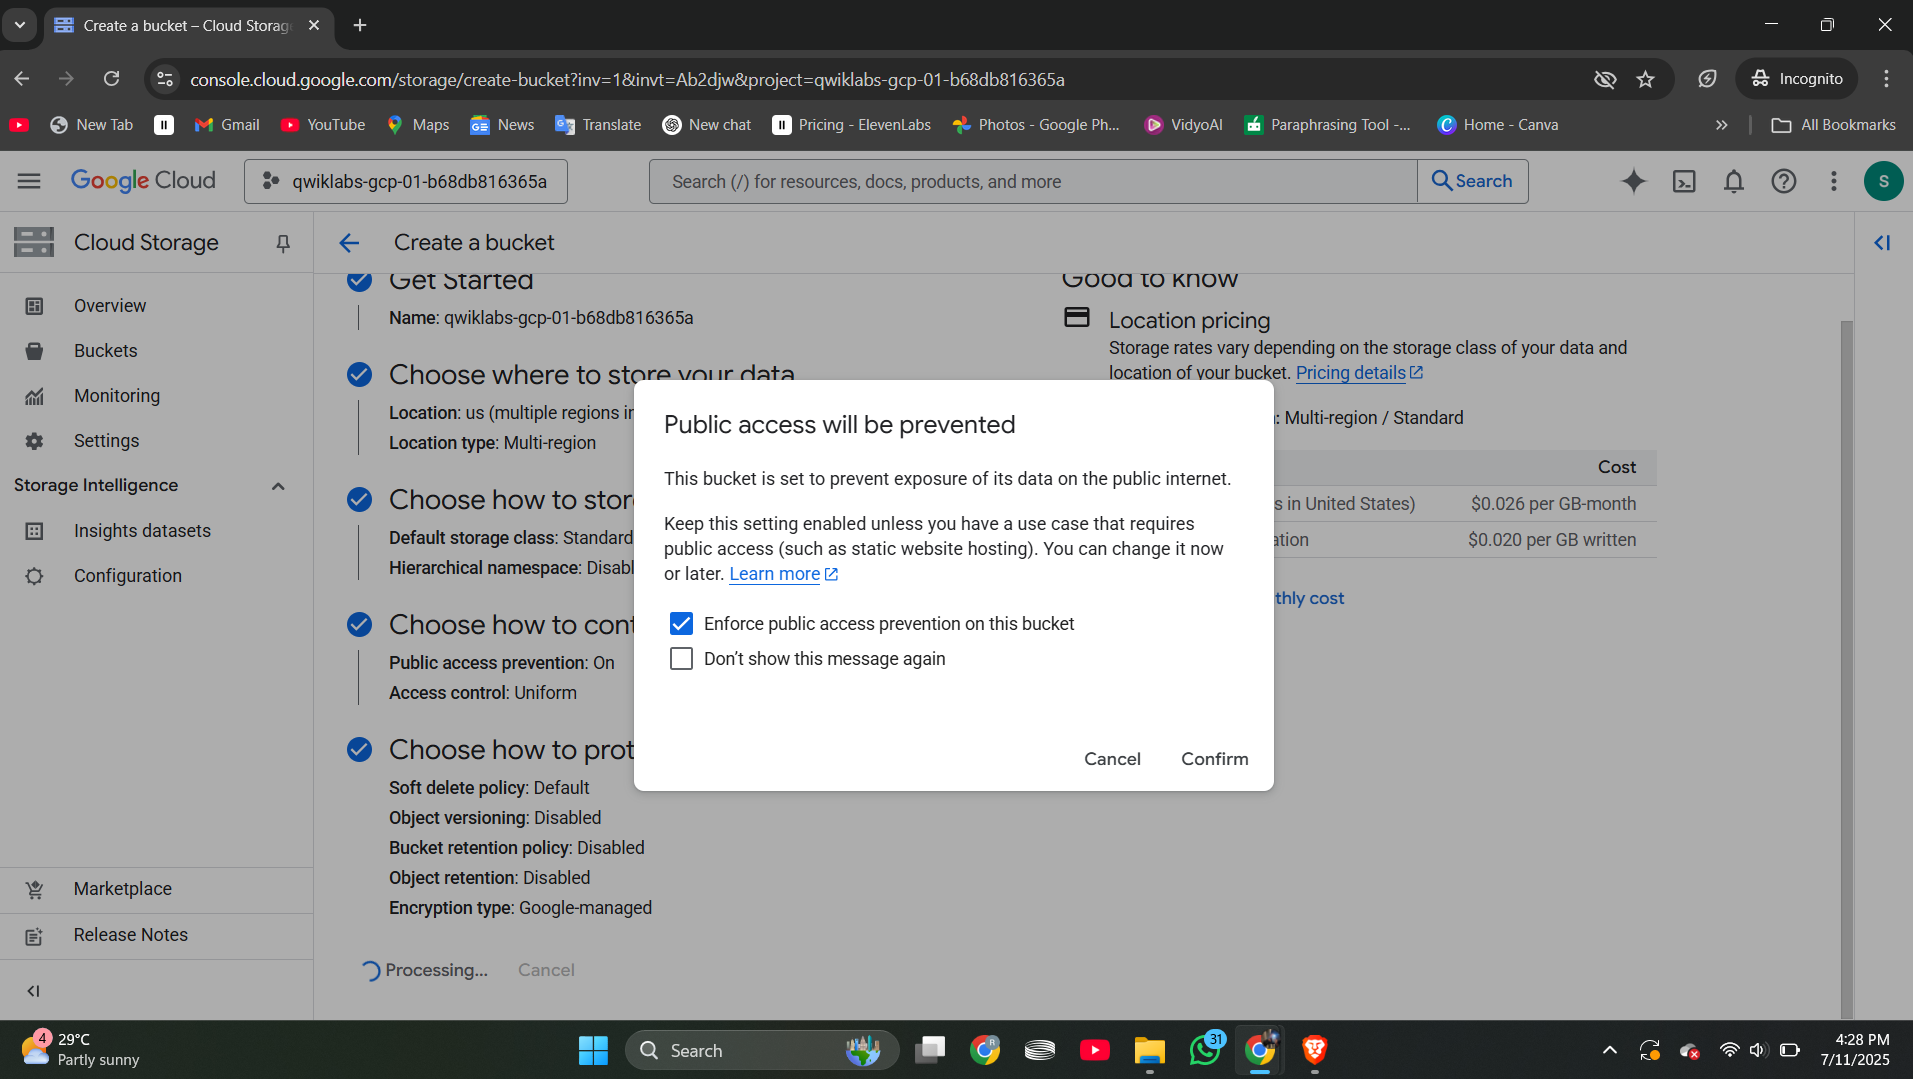 Create a bucket – Cloud Storag
console.cloud.google.com/storage/create-bucket?inv=1&invt=Ab2djw&project=qwiklabs-gcp-01-b68db816365a
Incognito
New Tab
Gmail
YouTube
Maps
News
Translate
New chat
Pricing - ElevenLabs
Photos - Google Ph...
VidyoAI
Paraphrasing Tool -...
Home - Canva
»
All Bookmarks
Google Cloud
qwiklabs-gcp-01-b68db816365a
Search (/) for resources, docs, products, and more
Search
S
Cloud Storage
Overview
Buckets
Monitoring
Settings
Storage Intelligence
Insights datasets
Configuration
Marketplace
Release Notes
Create a bucket
Get Started
Name: qwiklabs-gcp-01-b68db816365a
Choose where to store your data
Location: us (multiple regions in
Location type: Multi-region
Choose how to stor
Default storage class: Standard
Hierarchical namespace: Disabl
Choose how to cont
Public access prevention: On
Access control: Uniform
Choose how to prot
Soft delete policy: Default
Object versioning: Disabled
Bucket retention policy: Disabled
Object retention: Disabled
Encryption type: Google-managed
Processing...
Cancel
Good to know
Location pricing
Storage rates vary depending on the storage class of your data and
location of your bucket. Pricing details
: Multi-region / Standard
Cost
s in United States)
$0.026 per GB-month
ation
$0.020 per GB written
thly cost
Public access will be prevented
This bucket is set to prevent exposure of its data on the public internet.
Keep this setting enabled unless you have a use case that requires
public access (such as static website hosting). You can change it now
or later. Learn more
Enforce public access prevention on this bucket
Don't show this message again
Cancel
Confirm
4
29°C
Partly sunny
Search
R
31
4:28 PM
7/11/2025